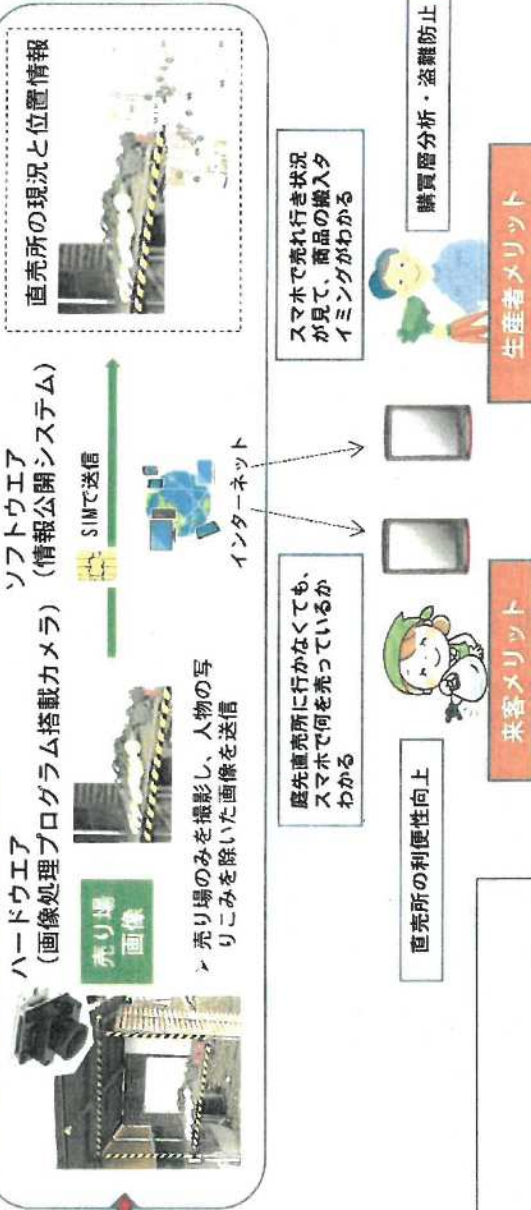 ハードウエア
（画像処理プログラム搭載カメラ）
売り場
画像
➢ 売り場のみを撮影し、人物の写
りこみを除いた画像を送信
ソフトウエア
（情報公開システム）
SIMで送信
インターネット
直売所の現況と位置情報
庭先直売所に行かなくても、
スマホで何を売っているか
わかる
直売所の利便性向上
来客メリット
スマホで売れ行き状況
が見て、商品の搬入タ
イミングがわかる
購買層分析・盗難防止
生産者メリット